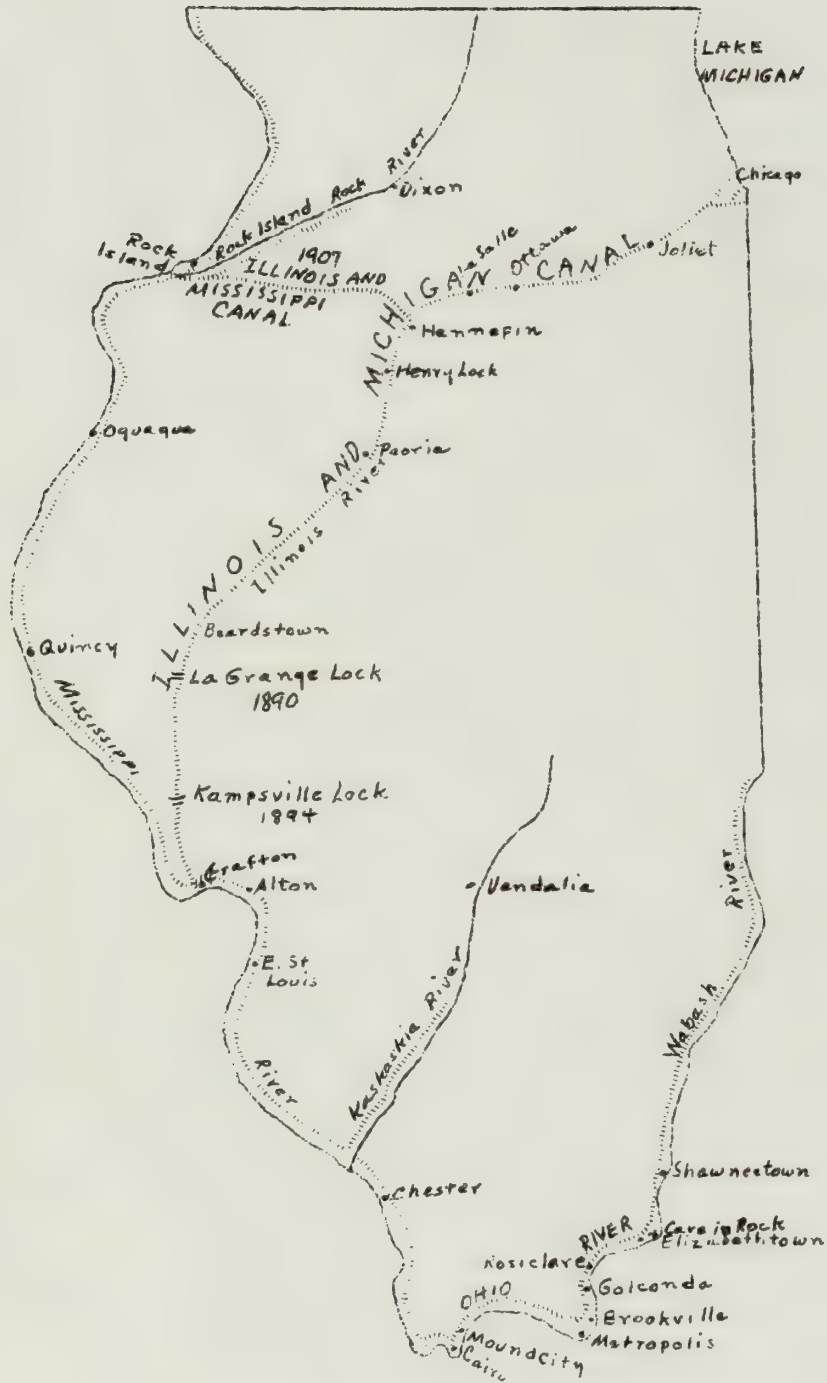 LAKE
MICHIGAN
Chicago
River
Dixon
Rock
Rock Island
Rock
Island
1907
ILLINOIS AND
MISSISSIPPI
CANAL
LaSalle
Ottawa
CANAL
Joliet
MICHIGAN
Hennefin
Henry Lock
Oquaqua
Peoria
AND
River
ILLINOIS
Illinois
Beardstown
Quincy
La Grange Lock
1890
MISSISSIPPI
Kampsville Lock
1894
Grafton
Alton
Vandalia
River
E. St
Louis
Kaskaskia River
Wabash
River
Chester
Shawneetown
RIVER
Cave in Rock
Elizabethtown
Rosiclare
Golconda
OHIO
Brookville
Metropolis
Mound City
Cairo